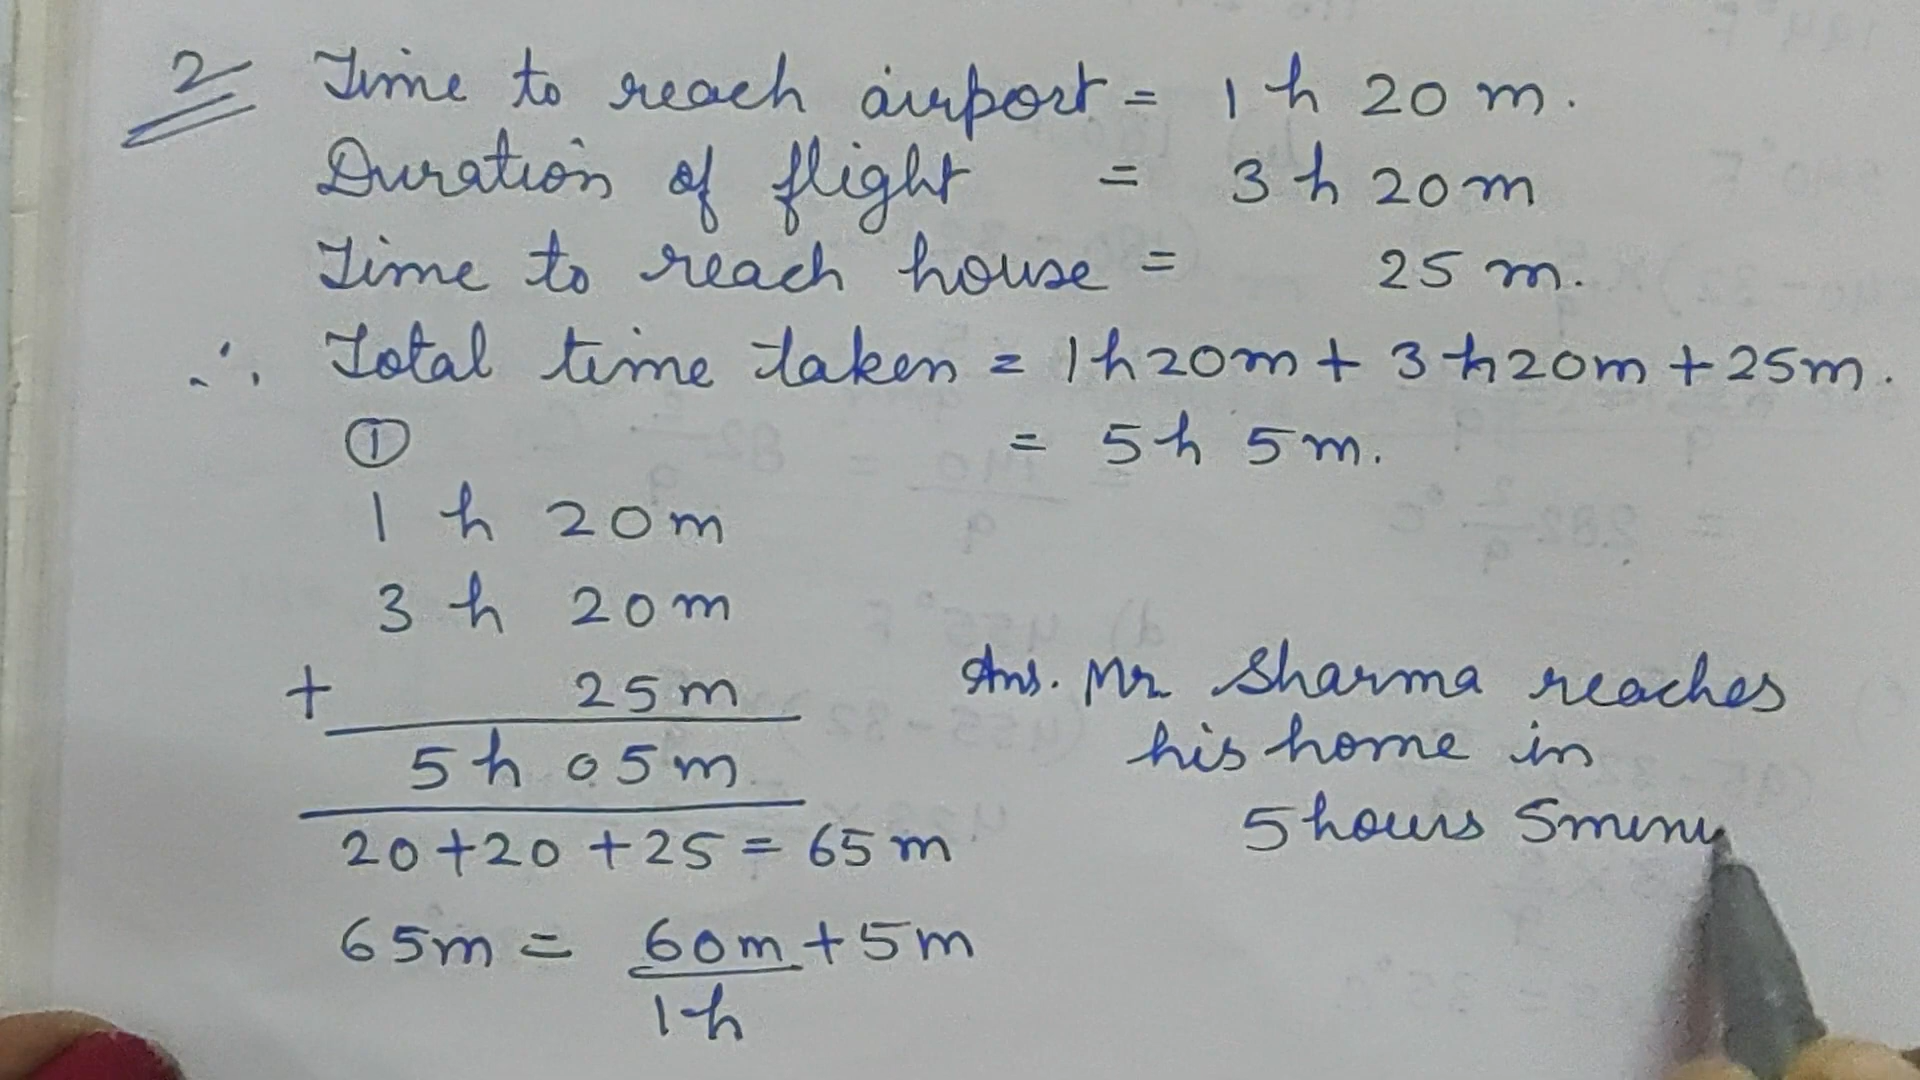 2 Time to reach airport = 1 h 20 m.
Duration of flight = 3 h 20 m
Time to reach house = 25 m.
∴ Total time taken = 1 h 20 m + 3 h 20 m + 25 m.
① = 5 h 5 m.
1 h 20 m
3 h 20 m
+ 25 m
5 h 05 m
20 + 20 + 25 = 65 m
65 m = 60 m + 5 m
1 h
Ans. Mr. Sharma reaches
his home in
5 hours 5 minu